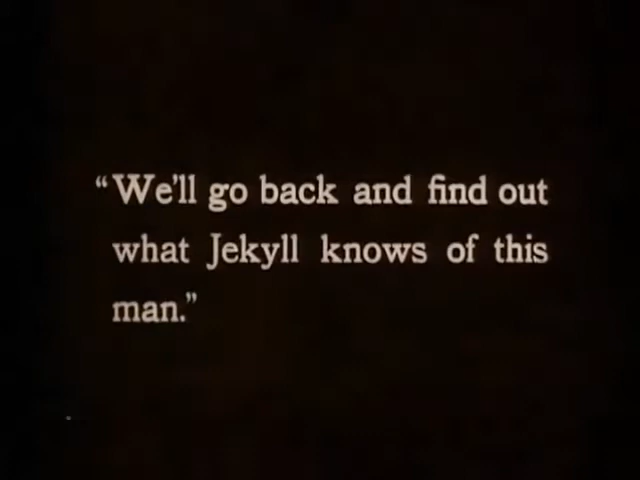 “We'll go back and find out
what Jekyll knows of this
man.”